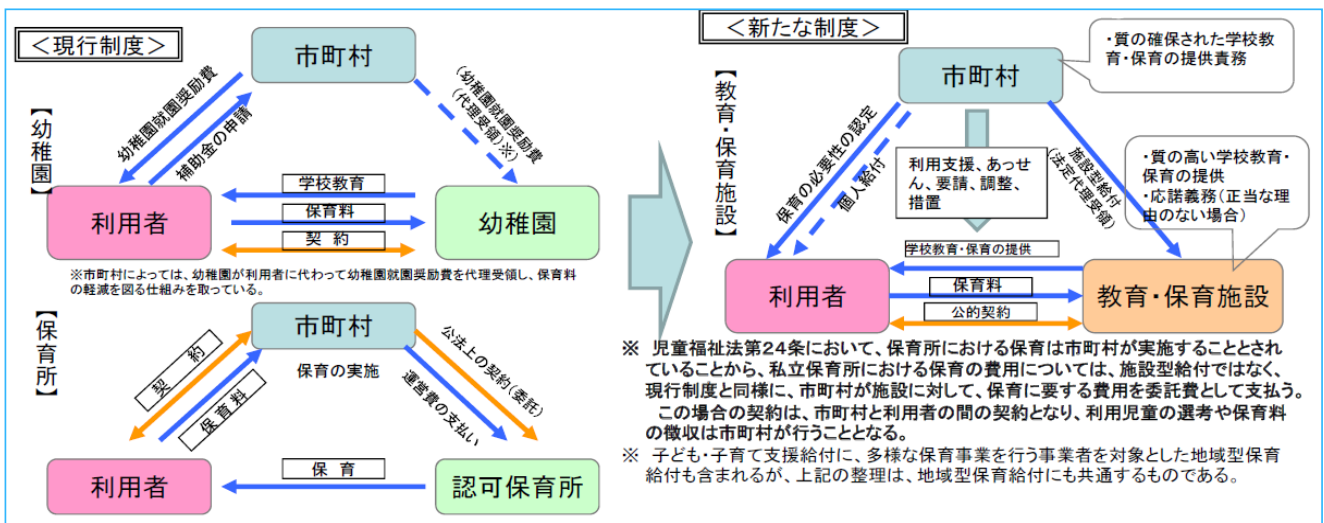 ＜現行制度＞
【幼稚園】
市町村
幼稚園就園奨励費
補助金の申請
(幼稚園就園奨励費
(代理受領)※)
学校教育
保育料
契 約
利用者
幼稚園
※市町村によっては、幼稚園が利用者に代わって幼稚園就園奨励費を代理受領し、保育料
の軽減を図る仕組みを取っている。
【保育所】
市町村
契 約
保 育 料
保育の実施
公法上の契約(委託)
運営費の支払い
保 育
利用者
認可保育所
＜新たな制度＞
【教育・保育施設】
市町村
・質の確保された学校教
育・保育の提供責務
保育の必要性の認定
個人給付
利用支援、あっせ
ん、要請、調整、
措置
施設型給付
(法定代理受領)
・質の高い学校教育・
保育の提供
・応諾義務(正当な理
由のない場合)
学校教育・保育の提供
保育料
公的契約
利用者
教育・保育施設
※ 児童福祉法第24条において、保育所における保育は市町村が実施することとされ
ていることから、私立保育所における保育の費用については、施設型給付ではなく、
現行制度と同様に、市町村が施設に対して、保育に要する費用を委託費として支払う。
この場合の契約は、市町村と利用者の間の契約となり、利用児童の選考や保育料
の徴収は市町村が行うこととなる。
※ 子ども・子育て支援給付に、多様な保育事業を行う事業者を対象とした地域型保育
給付も含まれるが、上記の整理は、地域型保育給付にも共通するものである。